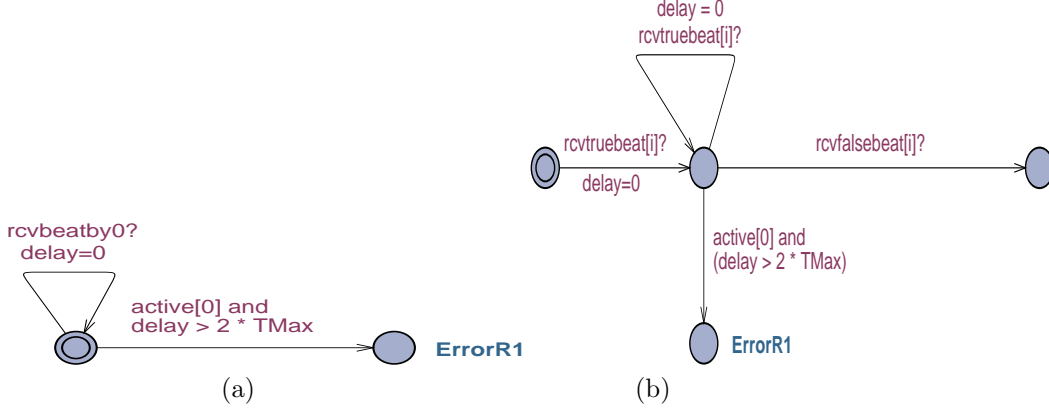 rcvbeatby0?
delay=0
active[0] and
delay > 2 * TMax
ErrorR1
(a)
delay = 0
rcvtruebeat[i]?
rcvtruebeat[i]?
delay=0
rcvfalsebeat[i]?
active[0] and
(delay > 2 * TMax)
ErrorR1
(b)